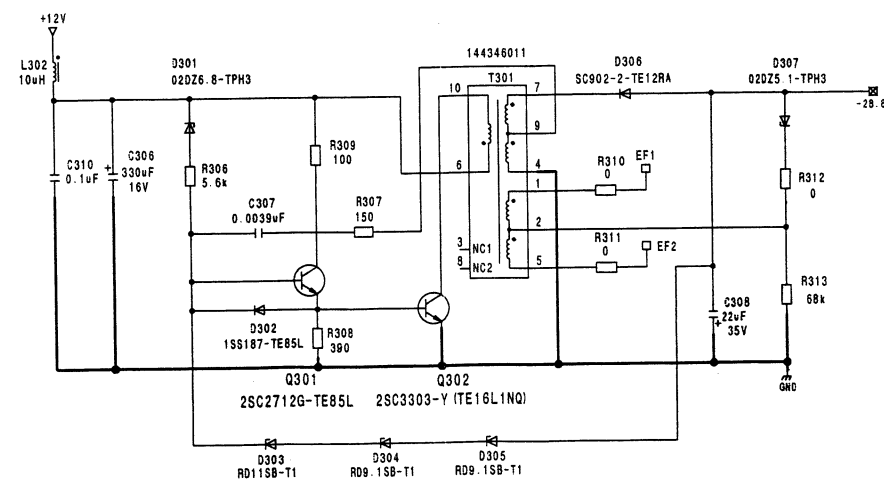 +12V
L302
10uH
D301
02DZ6.8-TPH3
144346011
T301
D306
SC902-2-TE12RA
D307
02DZ5 1-TPH3
-28.8
10
7
9
6
4
R309
100
C310
0.1uF
C306
330uF
16V
+
R306
5.6k
C307
0.0039uF
R307
150
R310
0
EF1
1
2
R312
0
3
NC1
8
NC2
5
R311
0
EF2
R313
68k
C308
22uF
35V
+
D302
1SS187-TE85L
R308
390
GND
Q301
2SC2712G-TE85L
Q302
2SC3303-Y (TE16L1NQ)
D303
RD11SB-T1
D304
RD9.1SB-T1
D305
RD9.1SB-T1